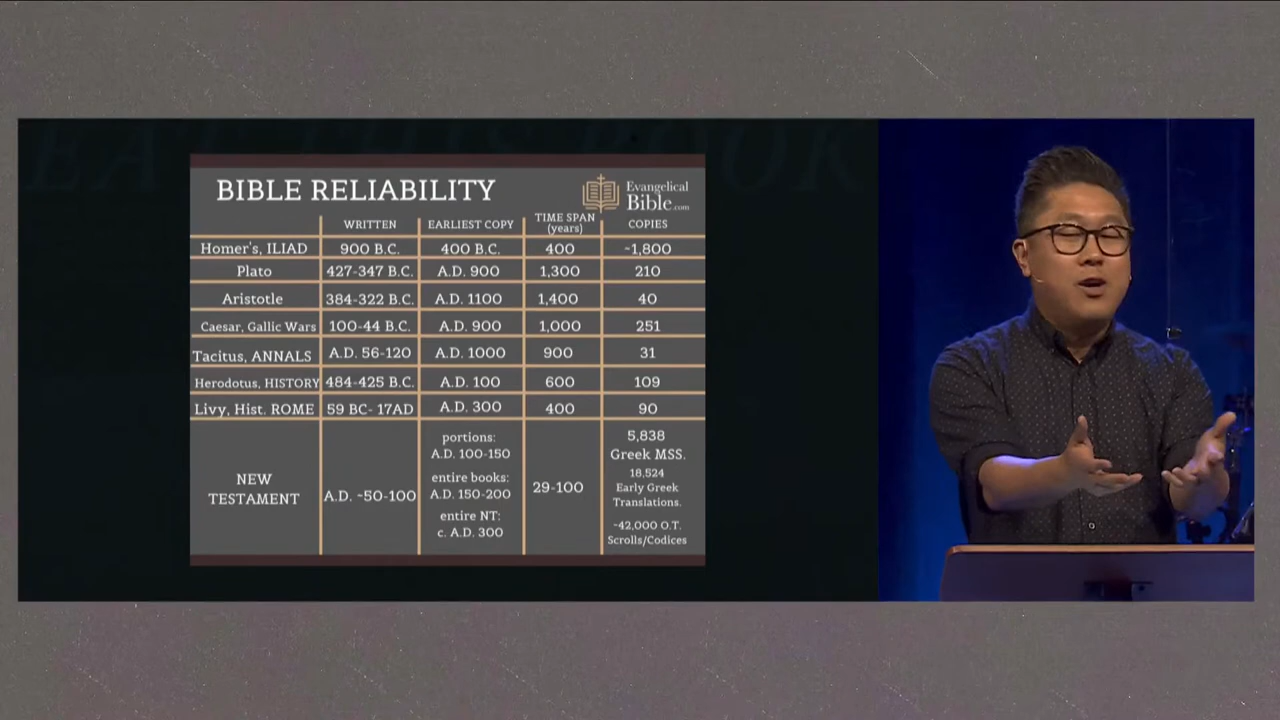 BIBLE RELIABILITY
Evangelical
Bible.com
WRITTEN EARLIEST COPY TIME SPAN (years) COPIES
Homer's, ILIAD 900 B.C. 400 B.C. 400 ~1,800
Plato 427-347 B.C. A.D. 900 1,300 210
Aristotle 384-322 B.C. A.D. 1100 1,400 40
Caesar, Gallic Wars 100-44 B.C. A.D. 900 1,000 251
Tacitus, ANNALS A.D. 56-120 A.D. 1000 900 31
Herodotus, HISTORY 484-425 B.C. A.D. 100 600 109
Livy, Hist. ROME 59 BC- 17AD A.D. 300 400 90
NEW
TESTAMENT
A.D. ~50-100
portions:
A.D. 100-150
entire books:
A.D. 150-200
entire NT:
c. A.D. 300
29-100
5,838
Greek MSS.
18,524
Early Greek
Translations.
~42,000 O.T.
Scrolls/Codices